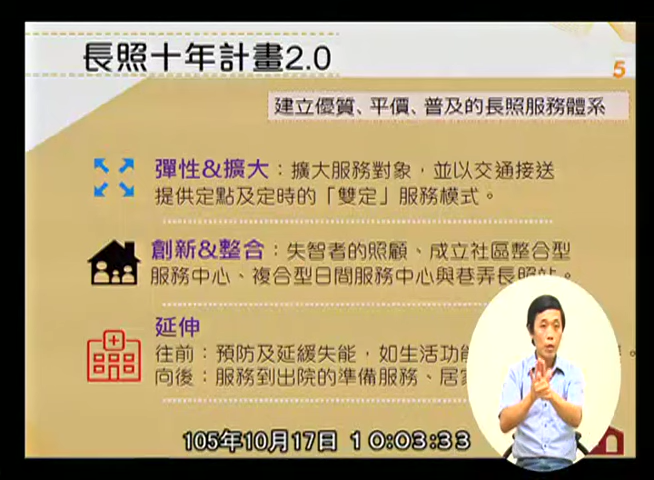 長照十年計畫2.0
5
建立優質、平價、普及的長照服務體系
彈性&擴大：擴大服務對象，並以交通接送
提供定點及定時的「雙定」服務模式。
創新&整合：失智者的照顧、成立社區整合型
服務中心、複合型日間服務中心與巷弄長照站。
延伸
往前：預防及延緩失能，如生活功能
向後：服務到出院的準備服務、居家
105年10月17日 10:03:33